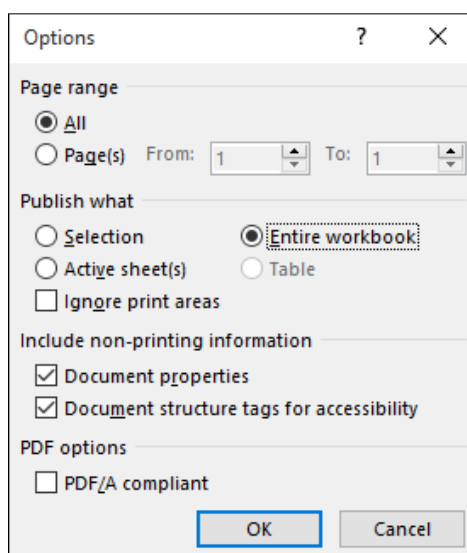 Options ?
Page range
All
Page(s) From: 1 To: 1
Publish what
Selection Entire workbook
Active sheet(s) Table
Ignore print areas
Include non-printing information
Document properties
Document structure tags for accessibility
PDF options
PDF/A compliant
OK Cancel